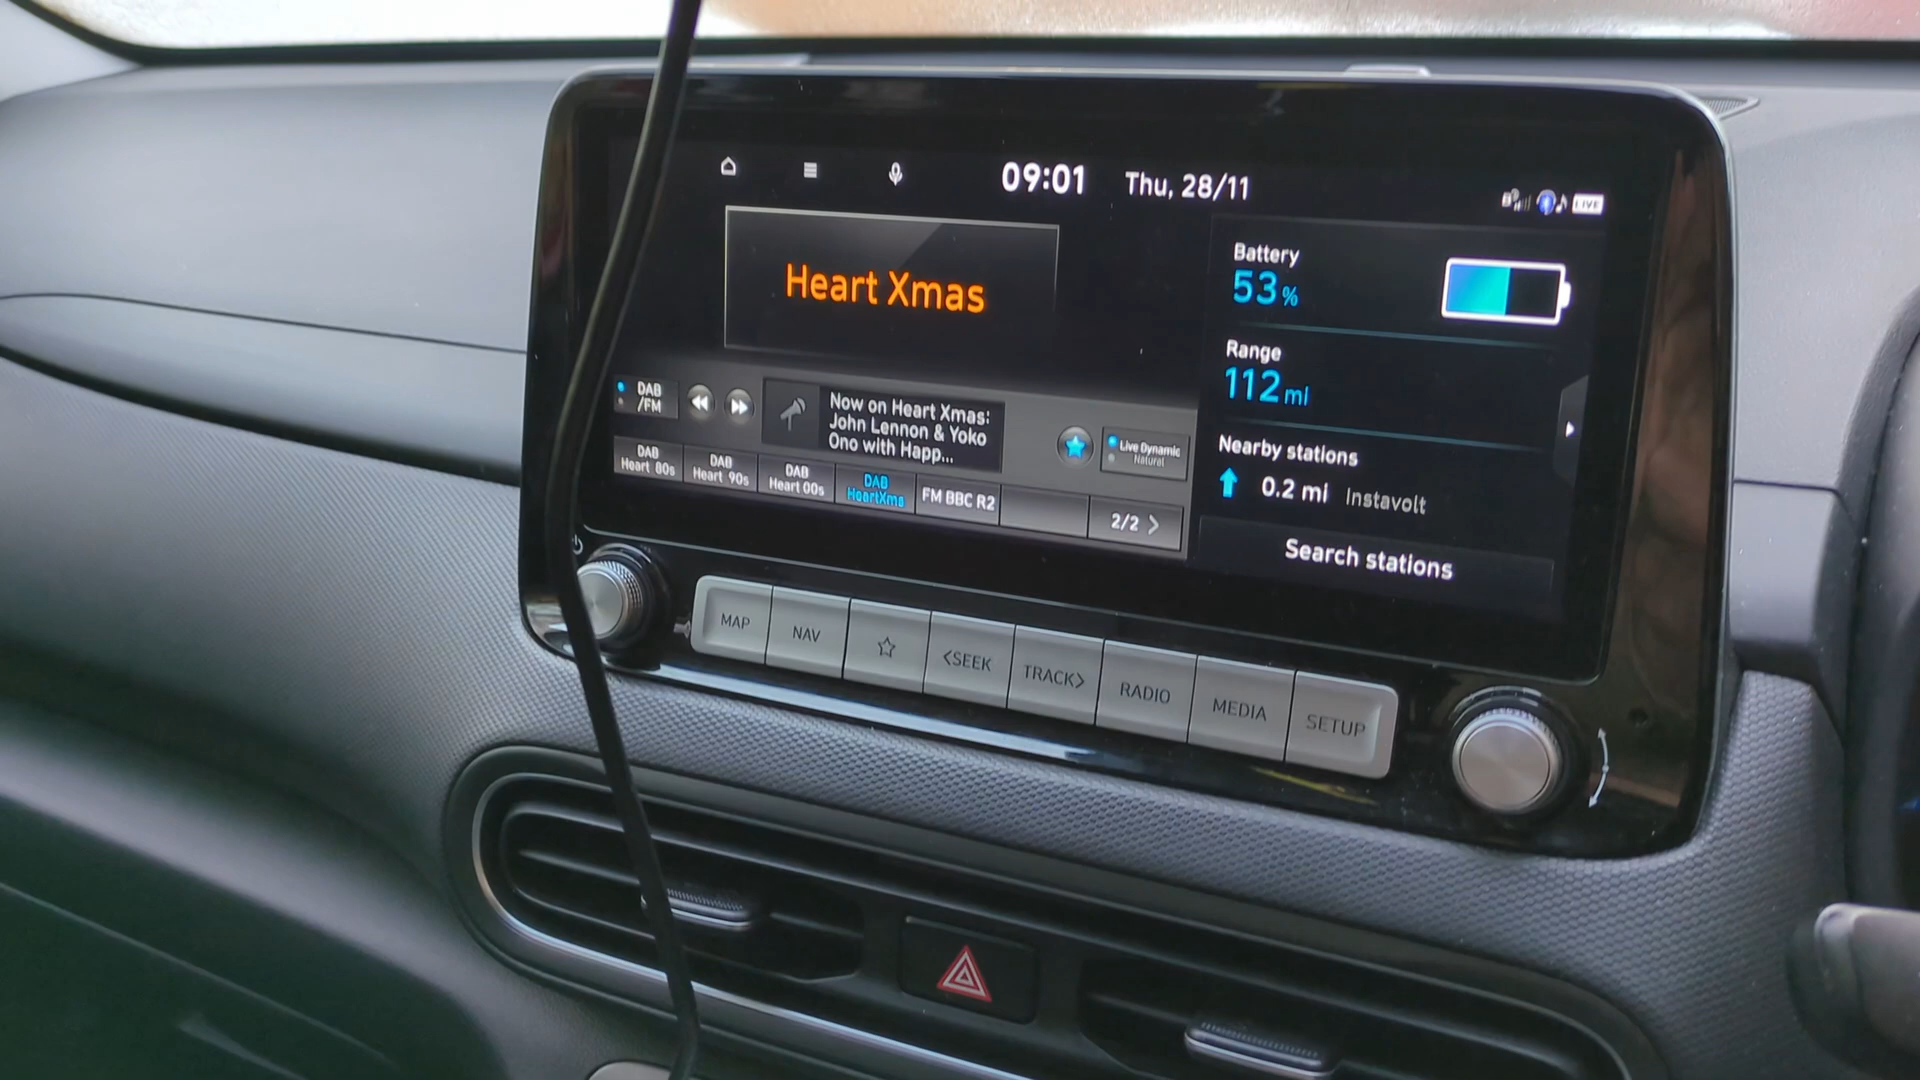 09:01
Thu, 28/11
LIVE
Heart Xmas
DAB
/FM
Now on Heart Xmas:
John Lennon & Yoko
Ono with Happ...
Live Dynamic
Natural
DAB
Heart 80s
DAB
Heart 90s
DAB
Heart 00s
DAB
HeartXms
FM BBC R2
2/2 >
Battery
53%
Range
112 mi
Nearby stations
0.2 mi Instavolt
Search stations
MAP
NAV
<SEEK
TRACK>
RADIO
MEDIA
SETUP